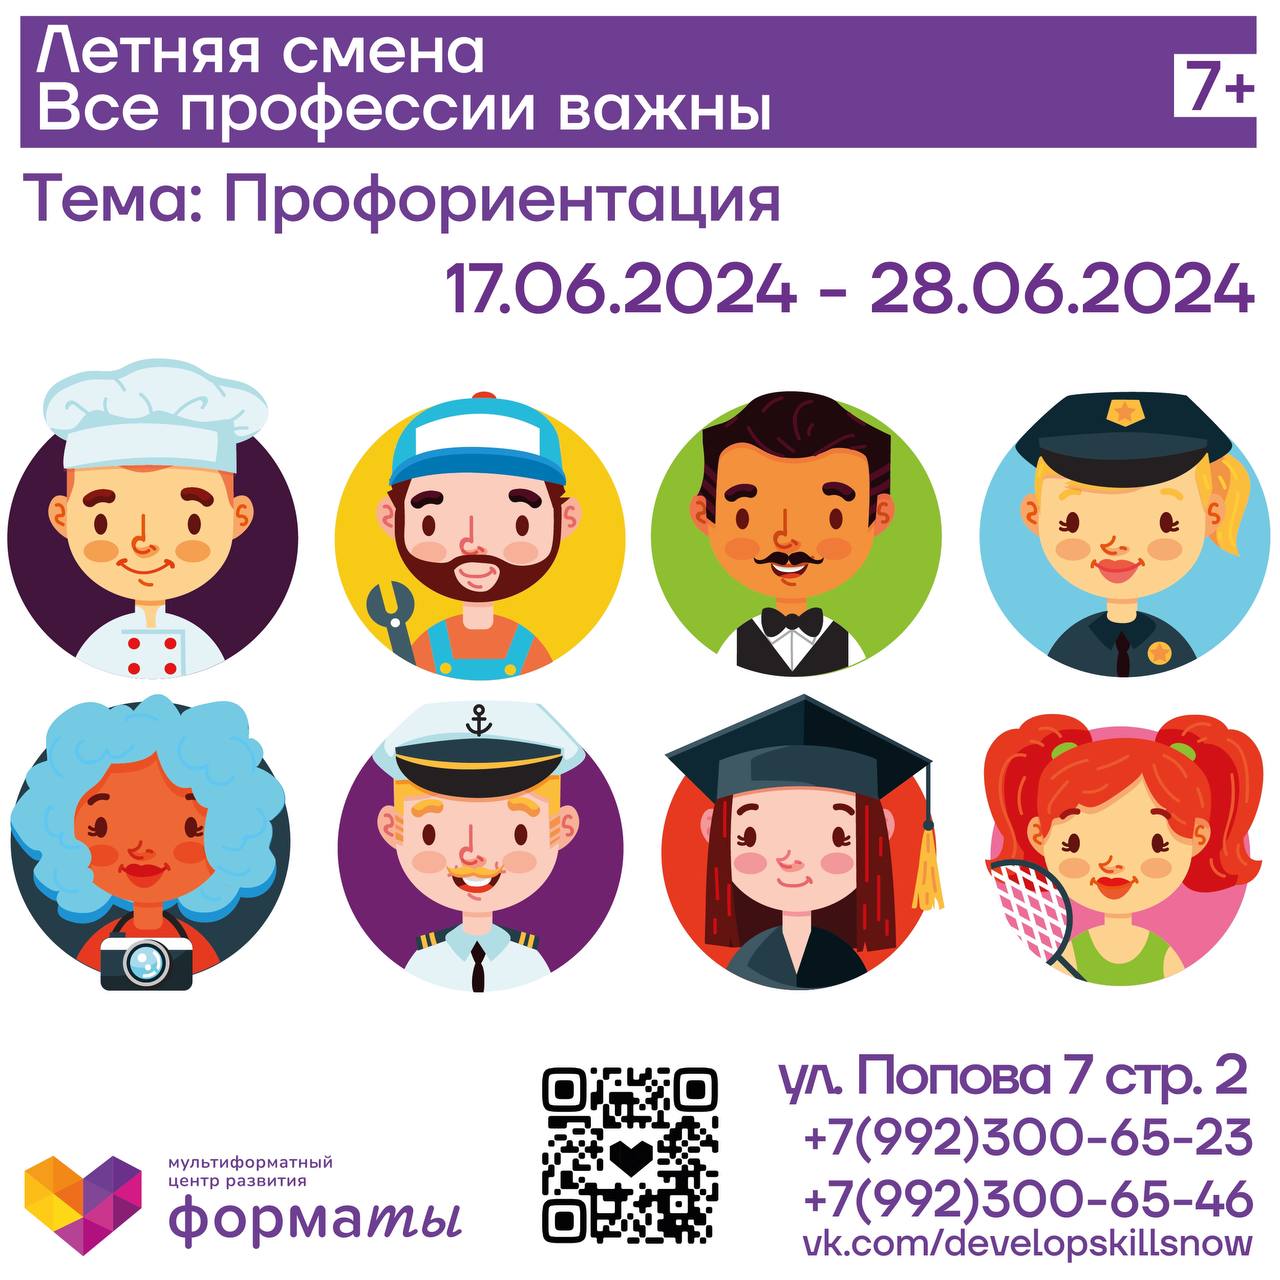 Летняя смена
Все профессии важны
7+
Тема: Профориентация
17.06.2024 - 28.06.2024
мультиформатный
центр развития
форматы
ул. Попова 7 стр. 2
+7(992)300-65-23
+7(992)300-65-46
vk.com/developskillsnow